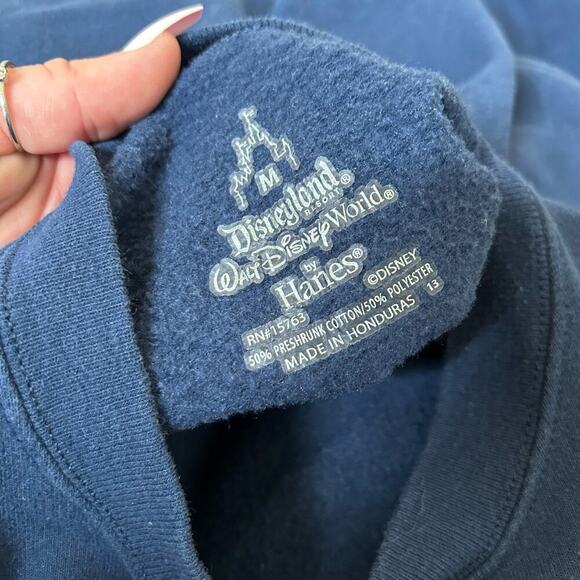 M
Disneyland®
RESORT
WALT DISNEY World®
by
Hanes® ©DISNEY
RN#15763
50% PRESHRUNK COTTON/50% POLYESTER
MADE IN HONDURAS 13